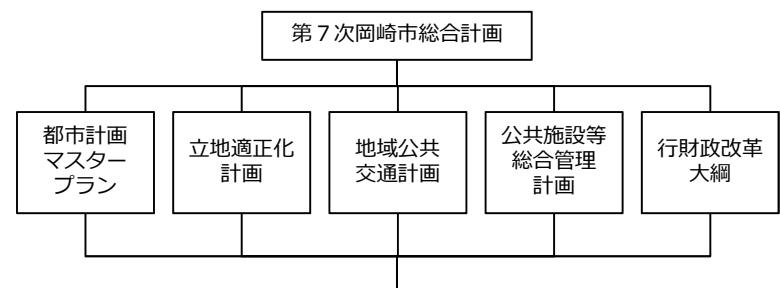 第７次岡崎市総合計画
都市計画
マスター
プラン
立地適正化
計画
地域公共
交通計画
公共施設等
総合管理
計画
行財政改革
大綱